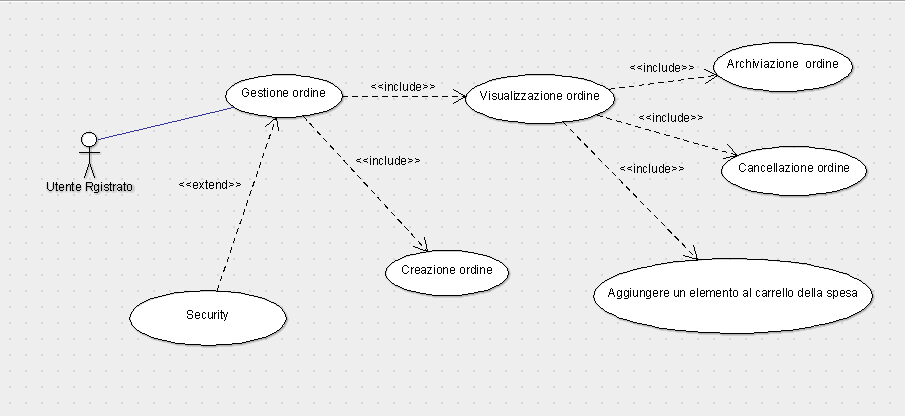 Archiviazione ordine
<<include>>
Gestione ordine
<<include>>
Visualizzazione ordine
<<include>>
<<include>>
<<include>>
Cancellazione ordine
Utente Rgistrato
<<extend>>
Creazione ordine
Aggiungere un elemento al carrello della spesa
Security